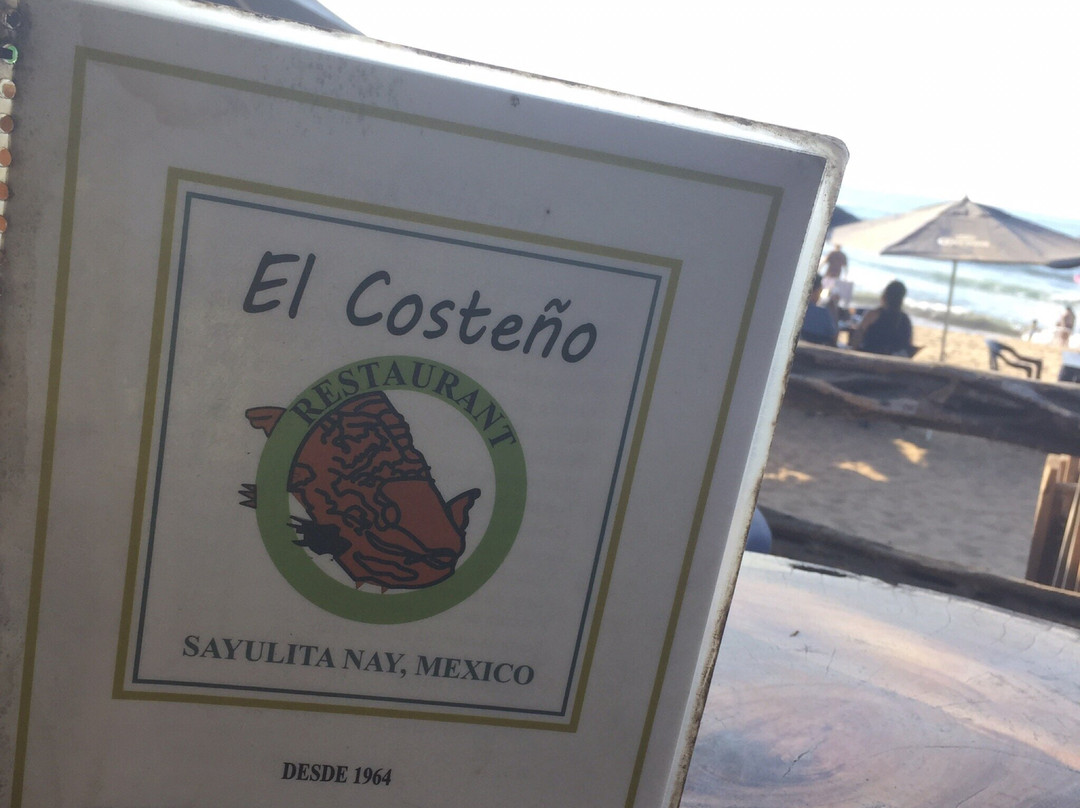 El Costeño
RESTAURANT
SAYULITA NAY, MEXICO
DESDE 1964